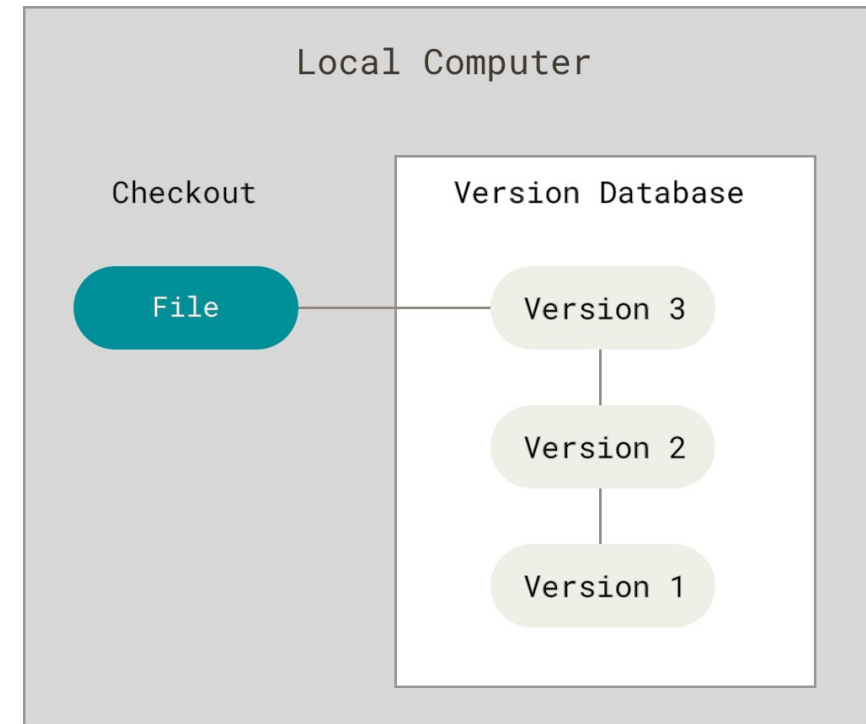 Local Computer
Checkout
Version Database
File
Version 3
Version 2
Version 1